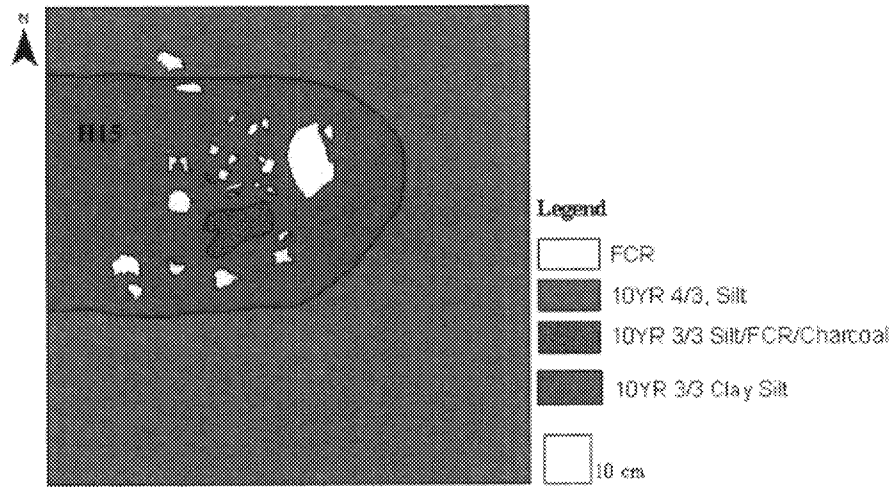 N
H15
Legend
FCR
10YR 4/3, Silt
10YR 3/3 Silt/FCR/Charcoal
10YR 3/3 Clay Silt
10 cm